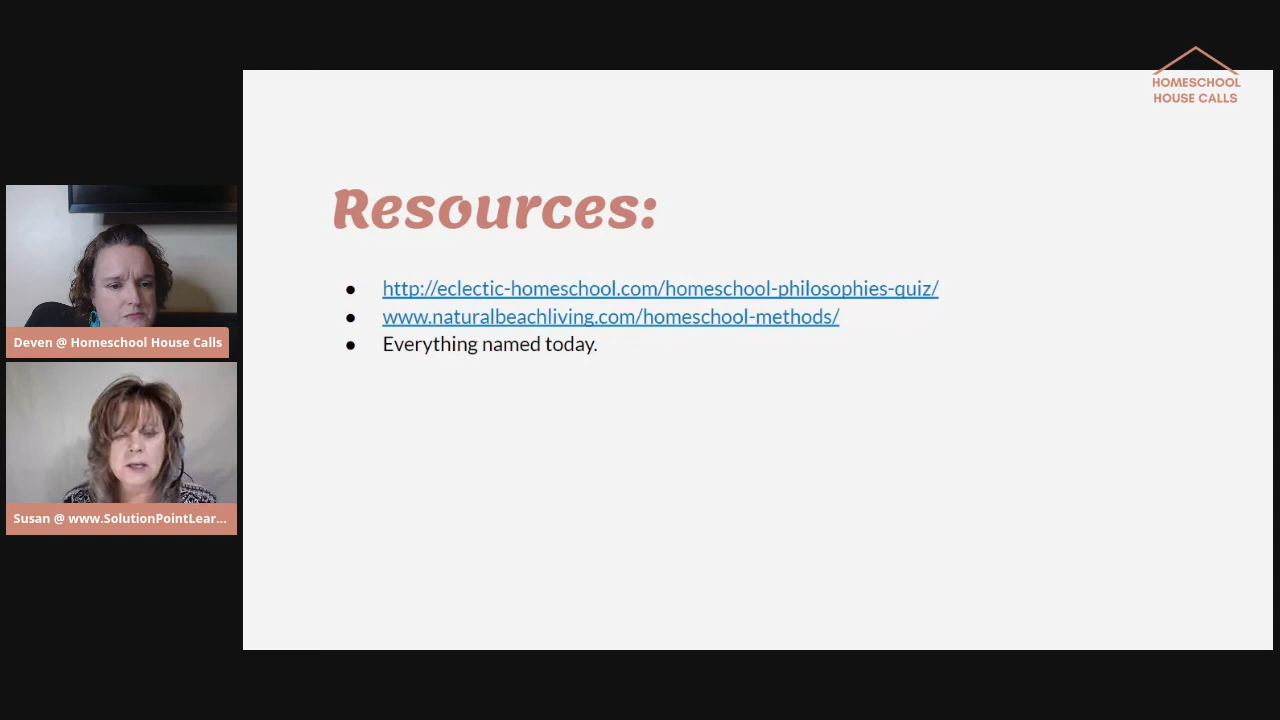 HOMESCHOOL
HOUSE CALLS
Resources:
● http://eclectic-homeschool.com/homeschool-philosophies-quiz/
● www.naturalbeachliving.com/homeschool-methods/
● Everything named today.
Deven @ Homeschool House Calls
Susan @ www.SolutionPointLear...